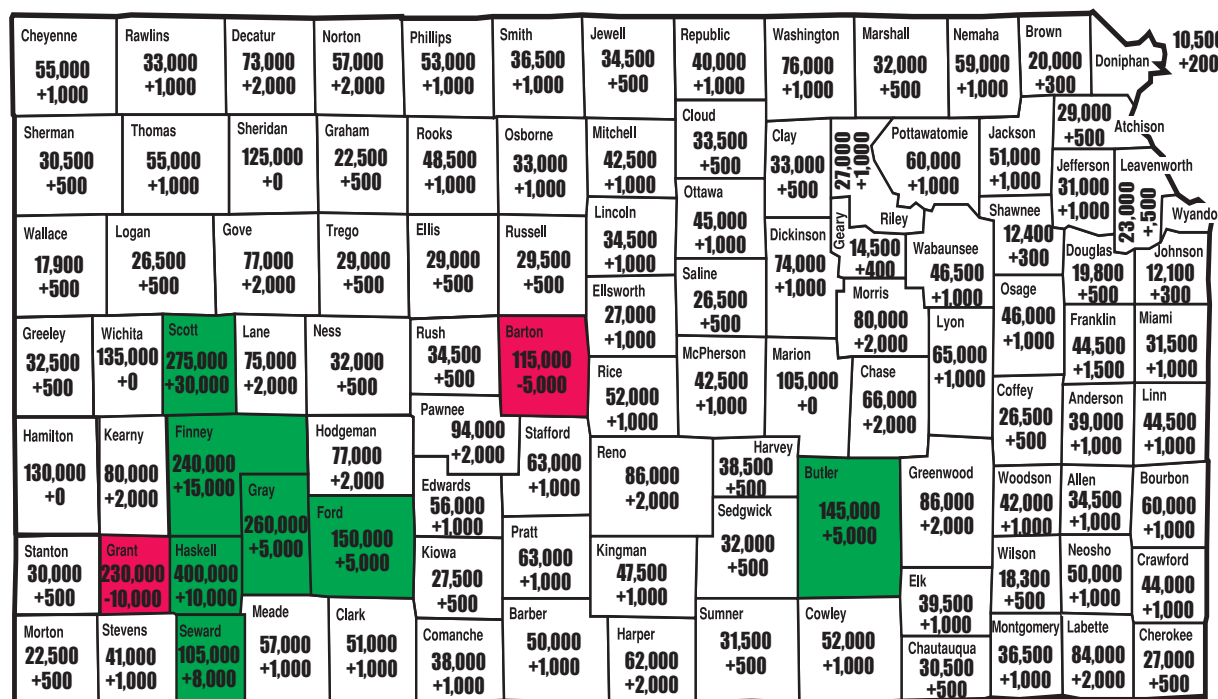 Cheyenne
55,000
+1,000
Rawlins
33,000
+1,000
Decatur
73,000
+2,000
Norton
57,000
+2,000
Phillips
53,000
+1,000
Smith
36,500
+1,000
Jewell
34,500
+500
Republic
40,000
+1,000
Washington
76,000
+1,000
Marshall
32,000
+500
Nemaha
59,000
+1,000
Brown
20,000
+300
Doniphan
10,500
+200
Sherman
30,500
+500
Thomas
55,000
+1,000
Sheridan
125,000
+0
Graham
22,500
+500
Rooks
48,500
+1,000
Osborne
33,000
+1,000
Mitchell
42,500
+1,000
Cloud
33,500
+500
Clay
33,000
+500
27,000
+1,000
Pottawatomie
60,000
+1,000
Jackson
51,000
+1,000
29,000
+500
Atchison
Jefferson
31,000
+1,000
Leavenworth
23,000
+,500
Wyando
Wallace
17,900
+500
Logan
26,500
+500
Gove
77,000
+2,000
Trego
29,000
+500
Ellis
29,000
+500
Russell
29,500
+500
Lincoln
34,500
+1,000
Ottawa
45,000
+1,000
Dickinson
74,000
+1,000
Geary
Riley
14,500
+400
Wabaunsee
46,500
+1,000
Shawnee
12,400
+300
Douglas
19,800
+500
Johnson
12,100
+300
Greeley
32,500
+500
Wichita
135,000
+0
Scott
275,000
+30,000
Lane
75,000
+2,000
Ness
32,000
+500
Rush
34,500
+500
Barton
115,000
-5,000
Ellsworth
27,000
+1,000
Saline
26,500
+500
Morris
80,000
+2,000
Lyon
65,000
+1,000
Osage
46,000
+1,000
Franklin
44,500
+1,500
Miami
31,500
+1,000
Rice
52,000
+1,000
McPherson
42,500
+1,000
Marion
105,000
+0
Chase
66,000
+2,000
Coffey
26,500
+500
Anderson
39,000
+1,000
Linn
44,500
+1,000
Hamilton
130,000
+0
Kearny
80,000
+2,000
Finney
240,000
+15,000
Hodgeman
77,000
+2,000
Pawnee
94,000
+2,000
Stafford
63,000
+1,000
Reno
86,000
+2,000
Harvey
38,500
+500
Butler
145,000
+5,000
Greenwood
86,000
+2,000
Woodson
42,000
+1,000
Allen
34,500
+1,000
Bourbon
60,000
+1,000
Gray
260,000
+5,000
Ford
150,000
+5,000
Edwards
56,000
+1,000
Pratt
63,000
+1,000
Sedgwick
32,000
+500
Stanton
30,000
+500
Grant
230,000
-10,000
Haskell
400,000
+10,000
Kiowa
27,500
+500
Kingman
47,500
+1,000
Elk
39,500
+1,000
Wilson
18,300
+500
Neosho
50,000
+1,000
Crawford
44,000
+1,000
Morton
22,500
+500
Stevens
41,000
+1,000
Seward
105,000
+8,000
Meade
57,000
+1,000
Clark
51,000
+1,000
Comanche
38,000
+1,000
Barber
50,000
+1,000
Harper
62,000
+2,000
Sumner
31,500
+500
Cowley
52,000
+1,000
Chautauqua
30,500
+500
Montgomery
36,500
+1,000
Labette
84,000
+2,000
Cherokee
27,000
+500